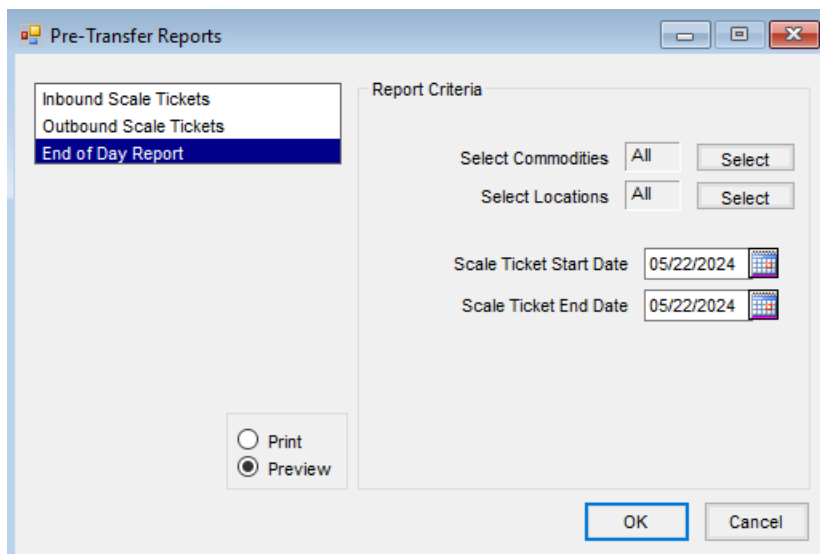 Pre-Transfer Reports
Inbound Scale Tickets
Outbound Scale Tickets
End of Day Report
Report Criteria
Select Commodities All Select
Select Locations All Select
Scale Ticket Start Date 05/22/2024
Scale Ticket End Date 05/22/2024
Print
Preview
OK Cancel